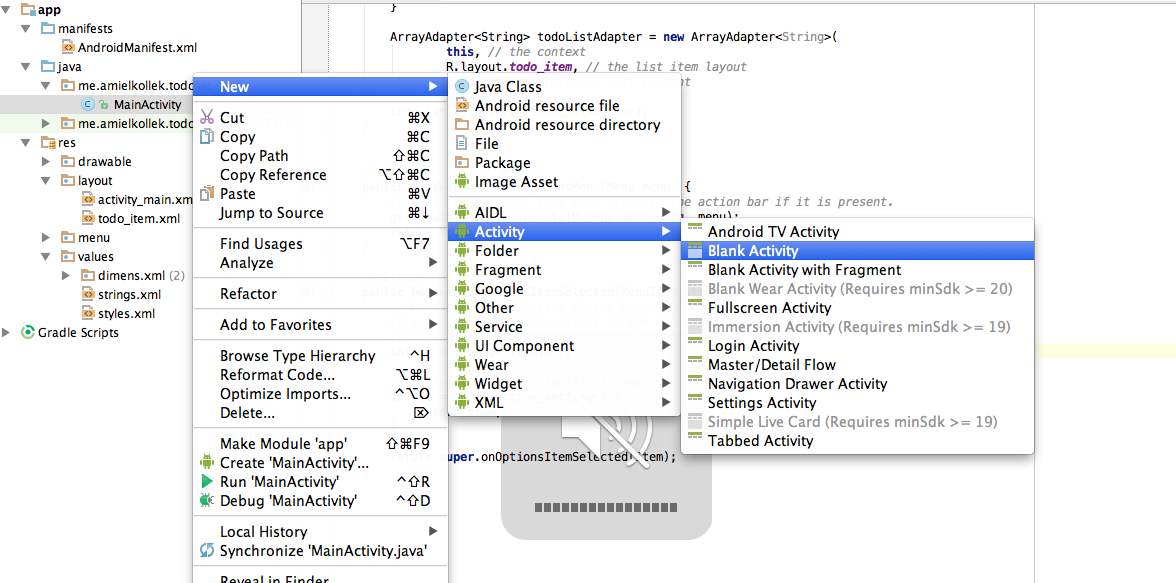 app
manifests
AndroidManifest.xml
java
me.amielkollek.todo
MainActivity
me.amielkollek.todo
res
drawable
layout
activity_main.xm
todo_item.xml
menu
values
dimens.xml (2)
strings.xml
styles.xml
Gradle Scripts
}
ArrayAdapter<String> todoListAdapter = new ArrayAdapter<String>(
this, // the context
R.layout.todo_item, // the list item layout
{
the action bar if it is present.
menu);
super.onOptionsItemSelected(item);
New
Cut ⌘X
Copy ⌘C
Copy Path ⇧⌘C
Copy Reference ⌥⇧⌘C
Paste ⌘V
Jump to Source ⌘↓
Find Usages ⌥F7
Analyze
Refactor
Add to Favorites
Browse Type Hierarchy ^H
Reformat Code... ⌥⌘L
Optimize Imports... ^⌥O
Delete... ⌦
Make Module 'app' ⇧⌘F9
Create 'MainActivity'...
Run 'MainActivity' ^⇧R
Debug 'MainActivity' ^⇧D
Local History
Synchronize 'MainActivity.java'
Reveal in Finder
Java Class
Android resource file
Android resource directory
File
Package
Image Asset
AIDL
Activity
Folder
Fragment
Google
Other
Service
UI Component
Wear
Widget
XML
Android TV Activity
Blank Activity
Blank Activity with Fragment
Blank Wear Activity (Requires minSdk >= 20)
Fullscreen Activity
Immersion Activity (Requires minSdk >= 19)
Login Activity
Master/Detail Flow
Navigation Drawer Activity
Settings Activity
Simple Live Card (Requires minSdk >= 19)
Tabbed Activity